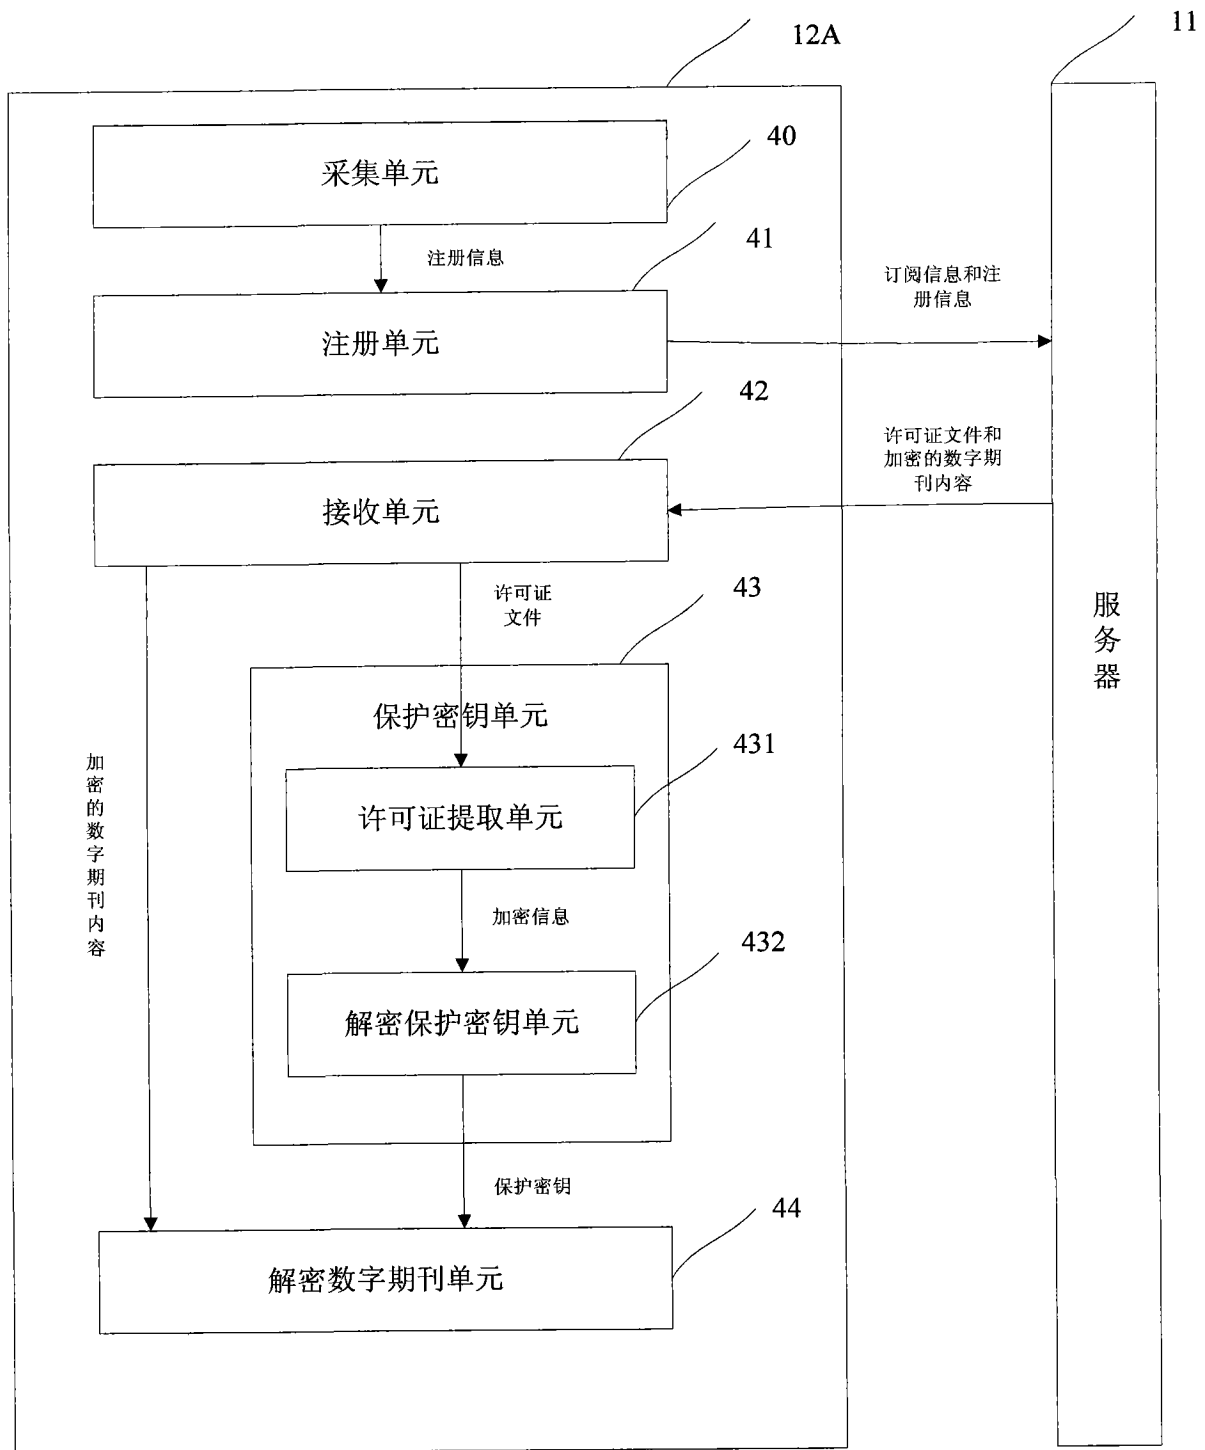 12A
11
采集单元
40
注册信息
41
注册单元
订阅信息和注
册信息
42
许可证文件和
加密的数字期
刊内容
接收单元
许可证
文件
43
服务器
保护密钥单元
431
许可证提取单元
加密的数字期刊内容
加密信息
432
解密保护密钥单元
保护密钥
44
解密数字期刊单元